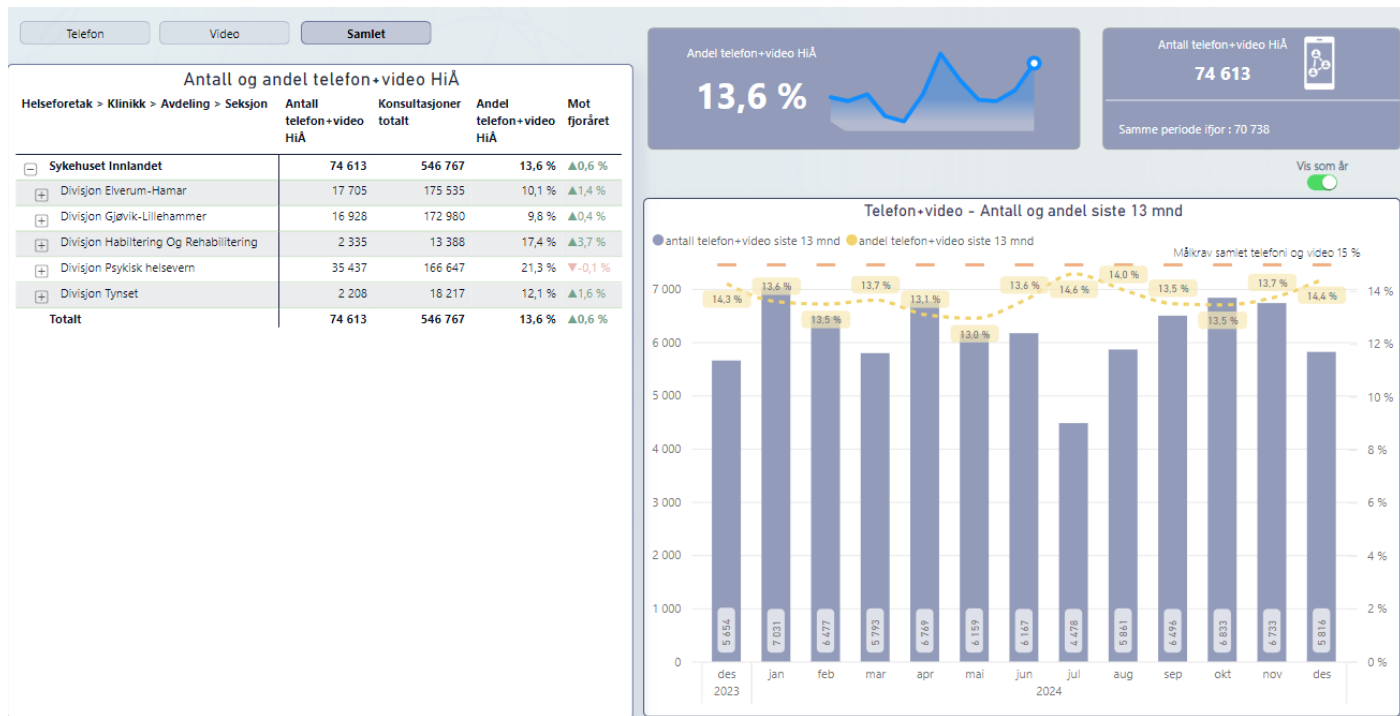 Telefon
Video
Samlet
Antall og andel telefon+video HiÅ
Helseforetak > Klinikk > Avdeling > Seksjon
Antall telefon+video HiÅ
Konsultasjoner totalt
Andel telefon+video HiÅ
Mot fjoråret
Sykehuset Innlandet 74 613 546 767 13,6 % ▲0,6 %
Divisjon Elverum-Hamar 17 705 175 535 10,1 % ▲1,4 %
Divisjon Gjøvik-Lillehammer 16 928 172 980 9,8 % ▲0,4 %
Divisjon Habiltering Og Rehabilitering 2 335 13 388 17,4 % ▲3,7 %
Divisjon Psykisk helsevern 35 437 166 647 21,3 % ▼-0,1 %
Divisjon Tynset 2 208 18 217 12,1 % ▲1,6 %
Totalt 74 613 546 767 13,6 % ▲0,6 %
Andel telefon+video HiÅ
13,6 %
Antall telefon+video HiÅ
74 613
Samme periode ifjor : 70 738
Vis som år
Telefon+video - Antall og andel siste 13 mnd
antall telefon+video siste 13 mnd andel telefon+video siste 13 mnd
Målkrav samlet telefoni og video 15 %
14,3 % 13,6 % 13,5 % 13,7 % 13,1 % 13,0 % 13,6 % 14,6 % 14,0 % 13,5 % 13,5 % 13,7 % 14,4 %
7 000 14 %
6 000 12 %
5 000 10 %
4 000 8 %
3 000 6 %
2 000 4 %
1 000 2 %
0 0 %
5 654 7 031 6 477 5 793 6 769 6 159 6 167 4 478 5 861 6 496 6 833 6 733 5 816
des jan feb mar apr mai jun jul aug sep okt nov des
2023 2024